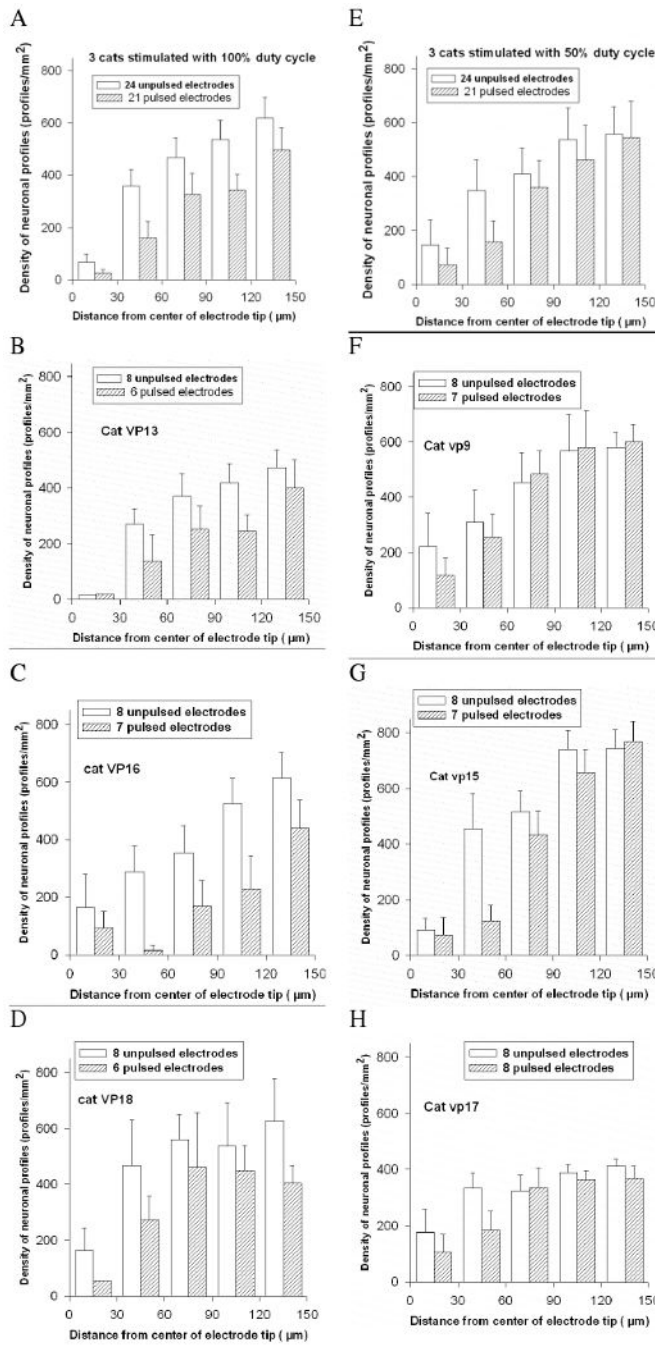 A
3 cats stimulated with 100% duty cycle
24 unpulsed electrodes
21 pulsed electrodes
Density of neuronal profiles (profiles/mm²)
800
600
400
200
0
0 30 60 90 120 150
Distance from center of electrode tip ( µm)
B
8 unpulsed electrodes
6 pulsed electrodes
Cat VP13
Density of neuronal profiles (profiles/mm²)
800
600
400
200
0
0 30 60 90 120 150
Distance from center of electrode tip ( µm)
C
8 unpulsed electrodes
7 pulsed electrodes
cat VP16
Density of neuronal profiles (profiles/mm²)
800
600
400
200
0
0 30 60 90 120 150
Distance from center of electrode tip ( µm)
D
8 unpulsed electrodes
6 pulsed electrodes
cat VP18
Density of neuronal profiles (profiles/mm²)
800
600
400
200
0
0 30 60 90 120 150
Distance from center of electrode tip ( µm)
E
3 cats stimulated with 50% duty cycle
24 unpulsed electrodes
21 pulsed electrodes
Density of neuronal profiles (profiles/mm²)
800
600
400
200
0
0 30 60 90 120 150
Distance from center of electrode tip ( µm)
F
8 unpulsed electrodes
7 pulsed electrodes
Cat vp9
Density of neuronal profiles (profiles/mm²)
800
600
400
200
0
0 30 60 90 120 150
Distance from center of electrode tip ( µm)
G
8 unpulsed electrodes
7 pulsed electrodes
Cat vp15
Density of neuronal profiles (profiles/mm²)
800
600
400
200
0
0 30 60 90 120 150
Distance from center of electrode tip ( µm)
H
8 unpulsed electrodes
8 pulsed electrodes
Cat vp17
Density of neuronal profiles (profiles/mm²)
800
600
400
200
0
0 30 60 90 120 150
Distance from center of electrode tip ( µm)